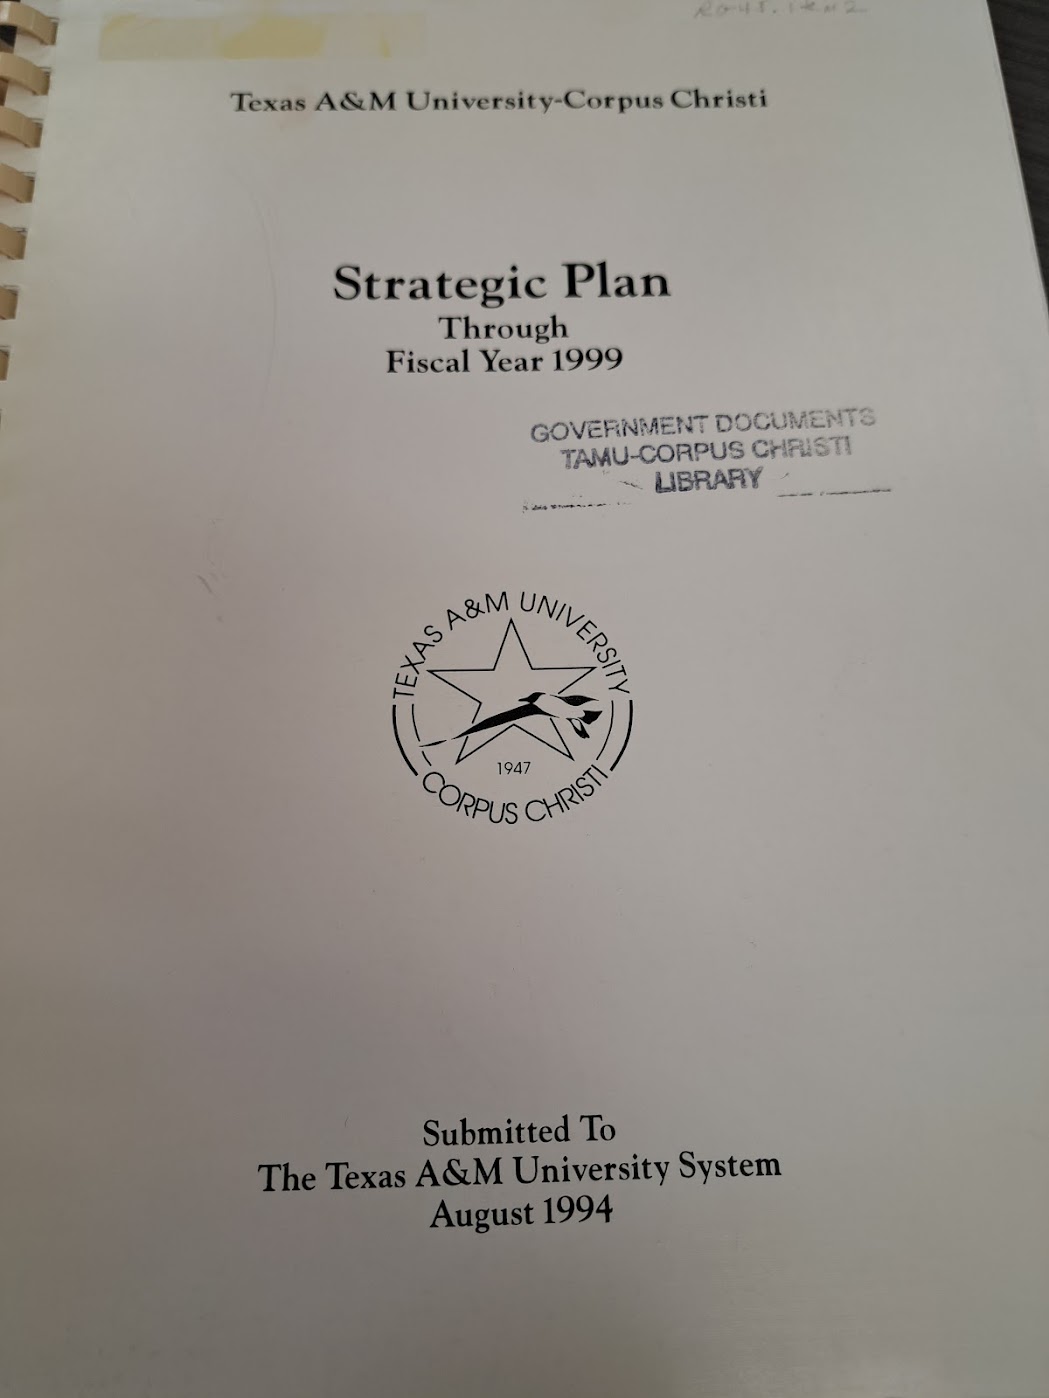 Texas A&M University-Corpus Christi
Strategic Plan
Through
Fiscal Year 1999
GOVERNMENT DOCUMENTS
TAMU-CORPUS CHRISTI
LIBRARY
TEXAS A&M UNIVERSITY
1947
CORPUS CHRISTI
Submitted To
The Texas A&M University System
August 1994